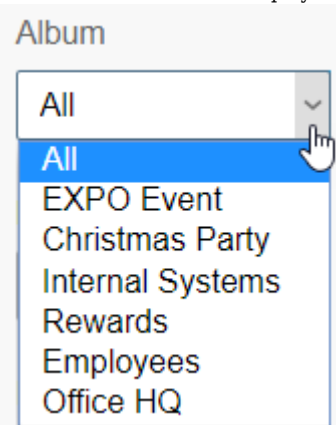 Album
All
All
EXPO Event
Christmas Party
Internal Systems
Rewards
Employees
Office HQ